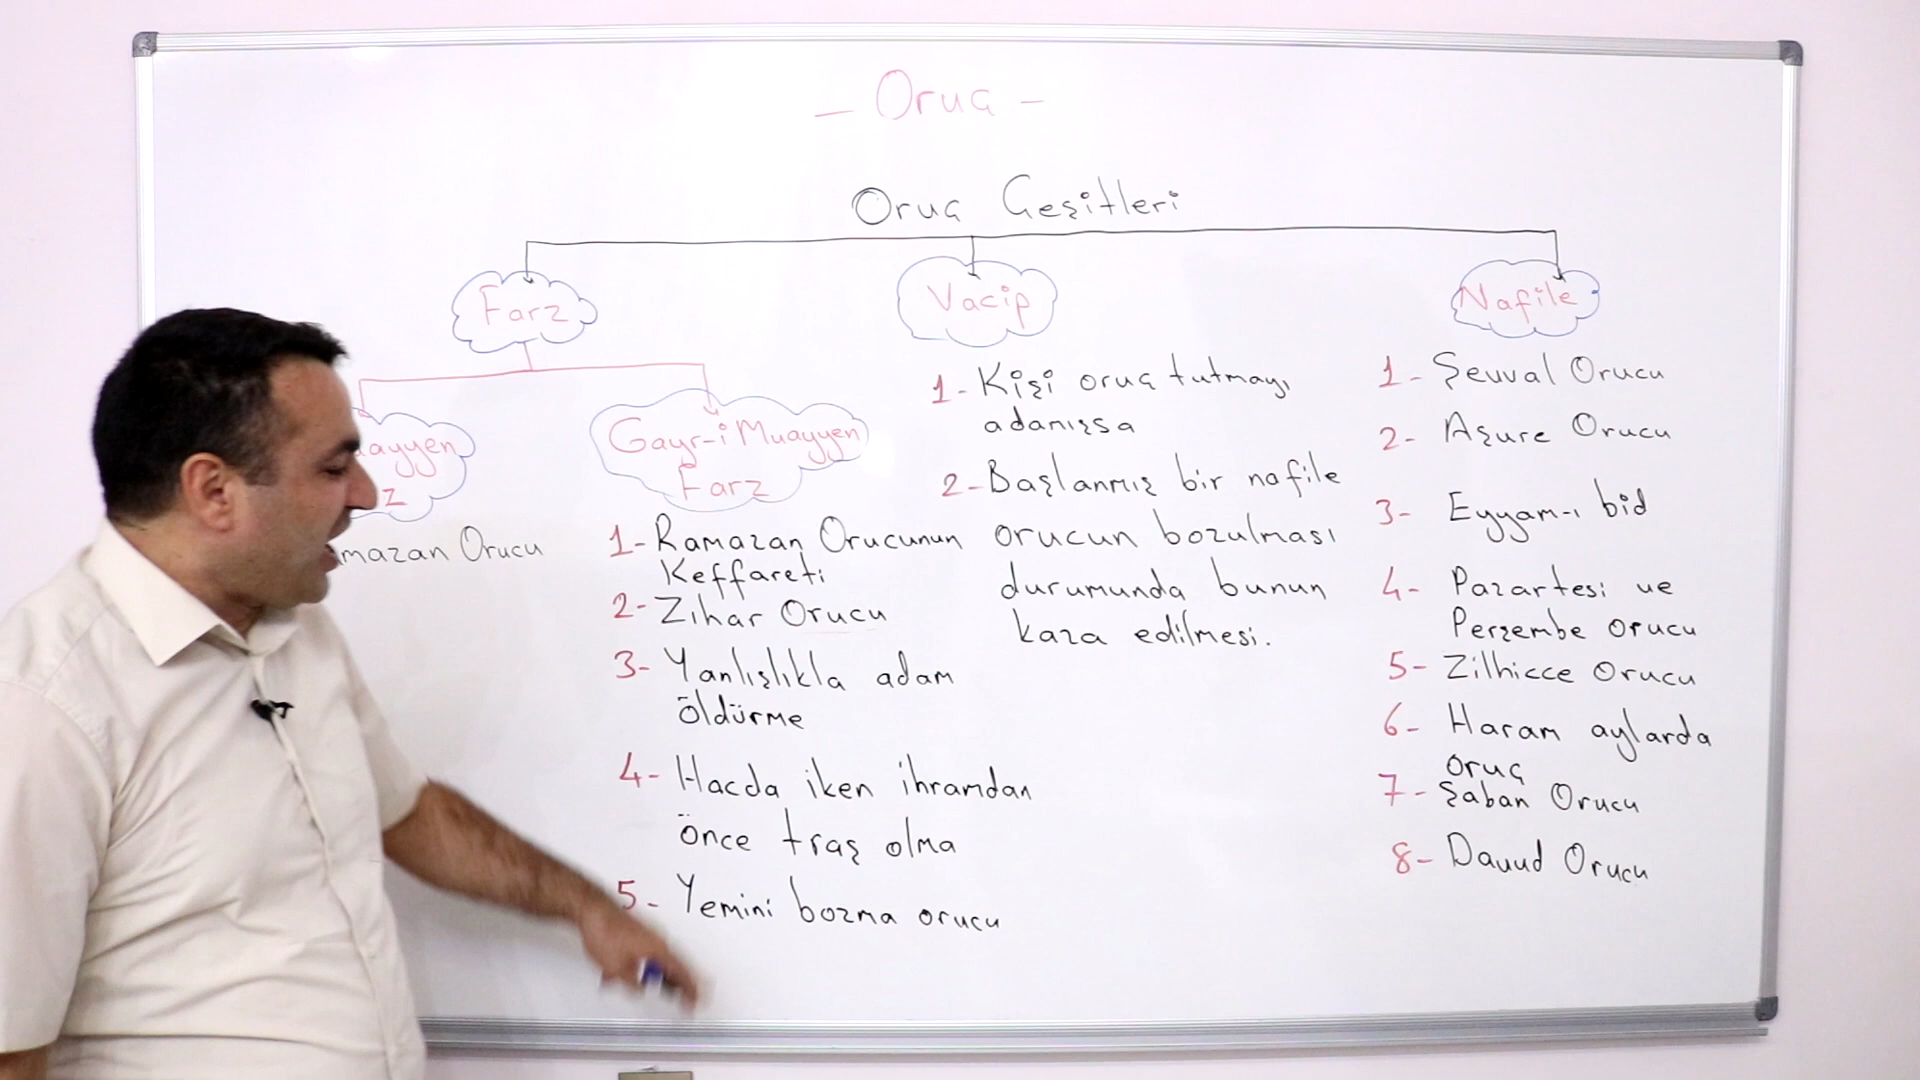 - Oruç -
Oruç Çeşitleri
Farz
ayyen
z
mazan Orucu
Gayr-i Muayyen
Farz
1- Ramazan Orucunun
Keffareti
2- Zıhar Orucu
3- Yanlışlıkla adam
öldürme
4- Hacda iken ihramdan
önce traş olma
5- Yemini bozma orucu
Vacip
1- Kişi oruç tutmayı
adamışsa
2- Başlanmış bir nafile
orucun bozulması
durumunda bunun
kaza edilmesi.
Nafile
1- Şevval Orucu
2- Aşure Orucu
3- Eyyam-ı bid
4- Pazartesi ve
Perşembe orucu
5- Zilhicce Orucu
6- Haram aylarda
oruç
7- Şaban Orucu
8- Davud Orucu